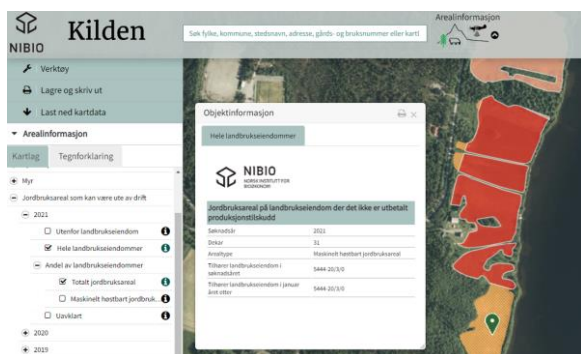 NIBIO
Kilden
Søk fylke, kommune, stedsnavn, adresse, gårds- og bruksnummer eller kartl
Arealinformasjon
Verktøy
Lagre og skriv ut
Last ned kartdata
Arealinformasjon
Kartlag
Tegnforklaring
Myr
Jordbruksareal som kan være ute av drift
2021
Utenfor landbrukseiendom
Hele landbrukseiendommer
Andel av landbrukseiendommer
Totalt jordbruksareal
Maskinelt høstbart jordbruk...
Uavklart
2020
2019
Objektinformasjon
Hele landbrukseiendommer
NIBIO
NORSK INSTITUTT FOR
BIOØKONOMI
Jordbruksareal på landbrukseiendom der det ikke er utbetalt
produksjonstilskudd
Søknadsår 2021
Dekar 31
Arealtype Maskinelt høstbart jordbruksareal
Tilhører landbrukseiendom i
søknadsåret 5444-20/3/0
Tilhører landbrukseiendom i januar
året etter 5444-20/3/0